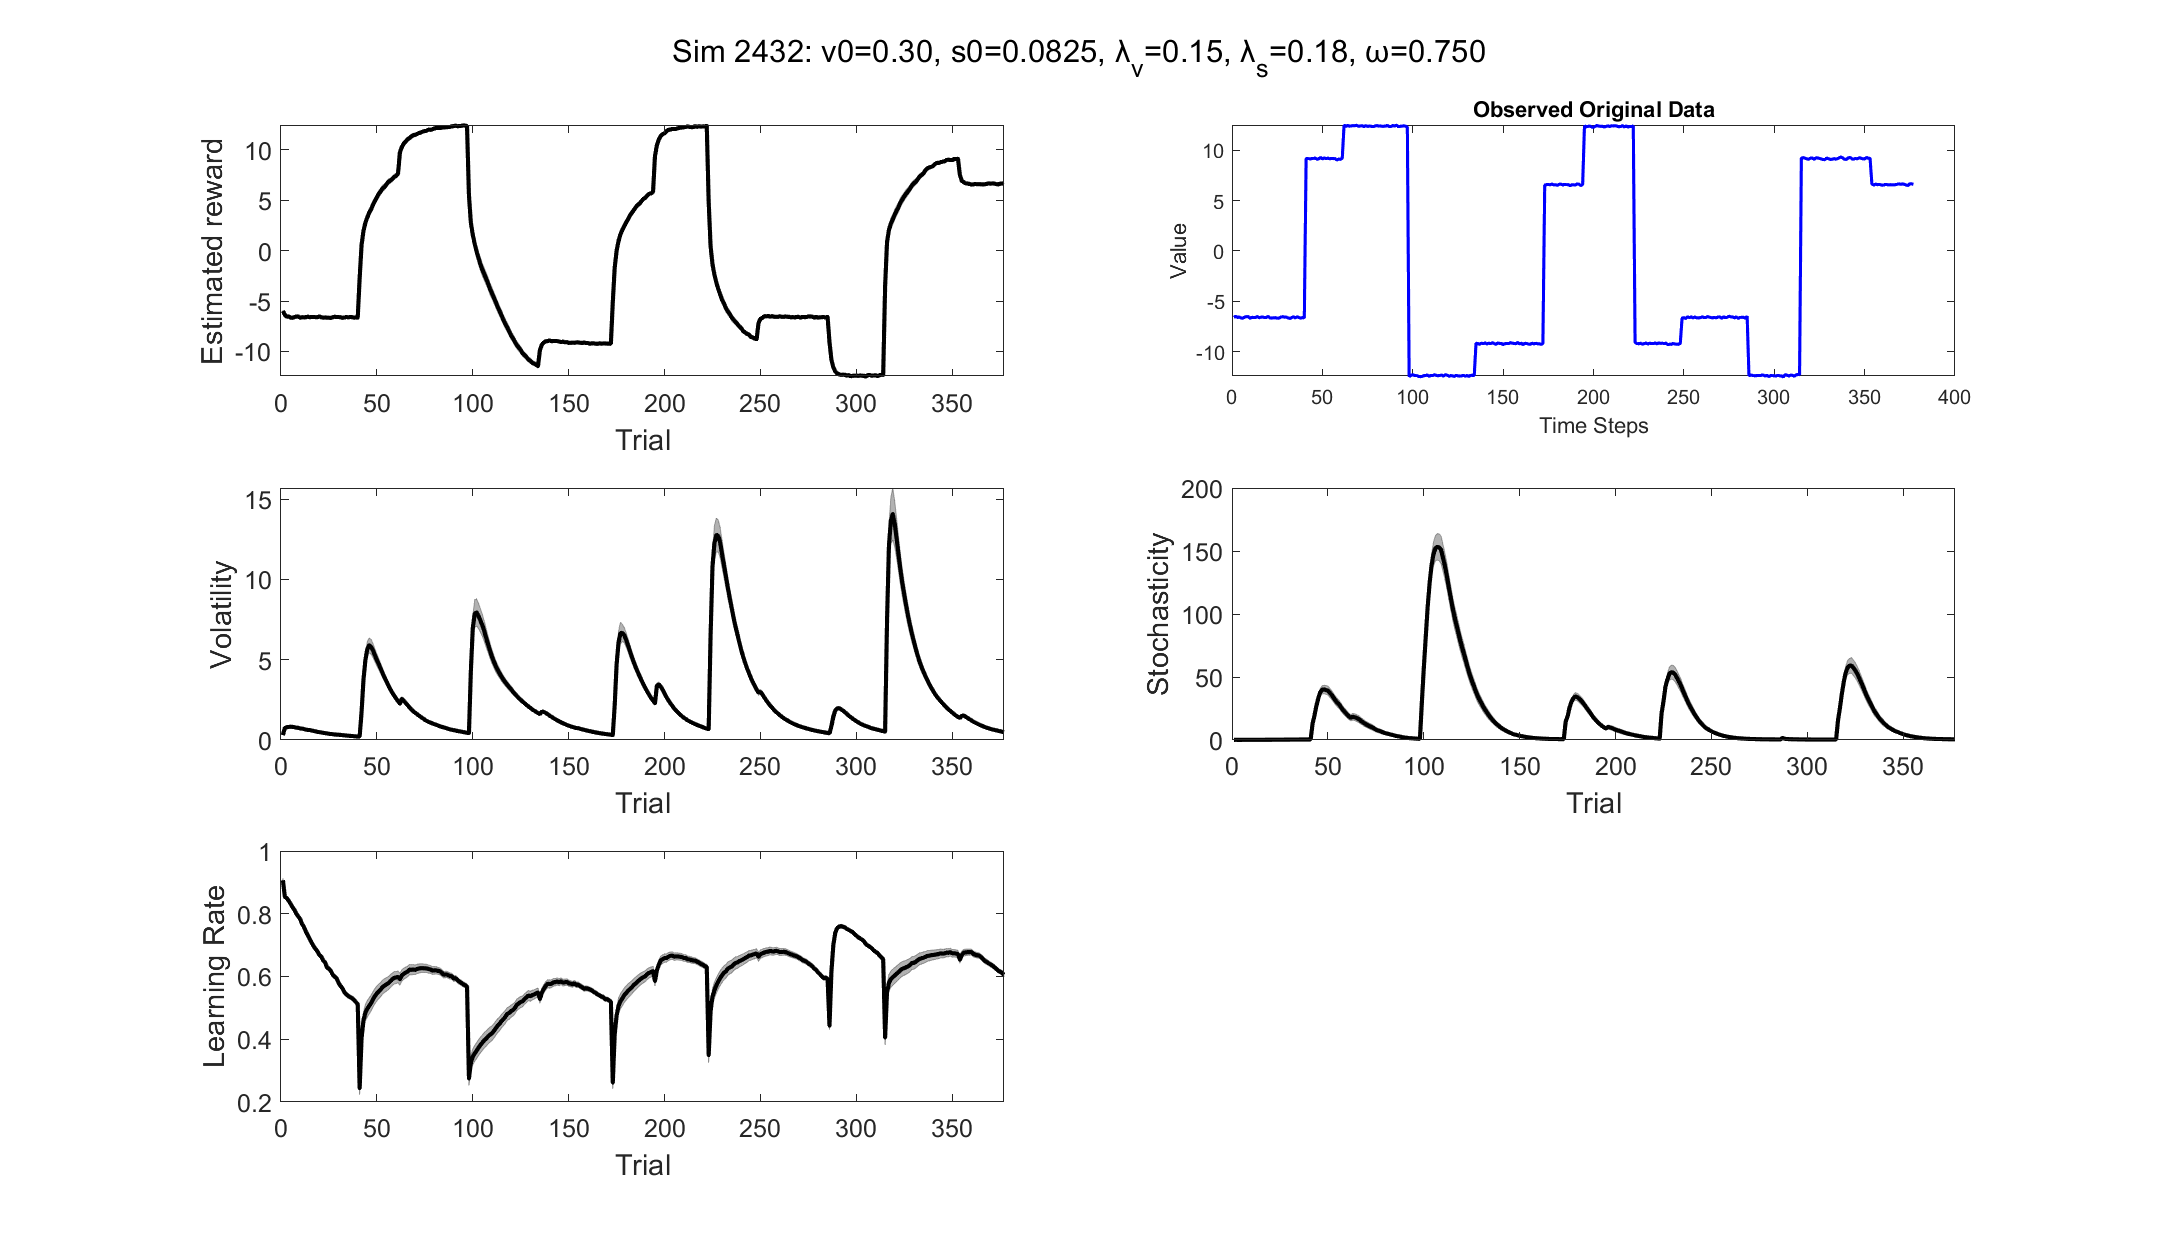 Sim 2432: v0=0.30, s0=0.0825, λ_v=0.15, λ_s=0.18, ω=0.750
Estimated reward
10
5
0
-5
-10
0 50 100 150 200 250 300 350
Trial
Observed Original Data
Value
10
5
0
-5
-10
0 50 100 150 200 250 300 350 400
Time Steps
Volatility
15
10
5
0
0 50 100 150 200 250 300 350
Trial
Stochasticity
200
150
100
50
0
0 50 100 150 200 250 300 350
Trial
Learning Rate
1
0.8
0.6
0.4
0.2
0 50 100 150 200 250 300 350
Trial